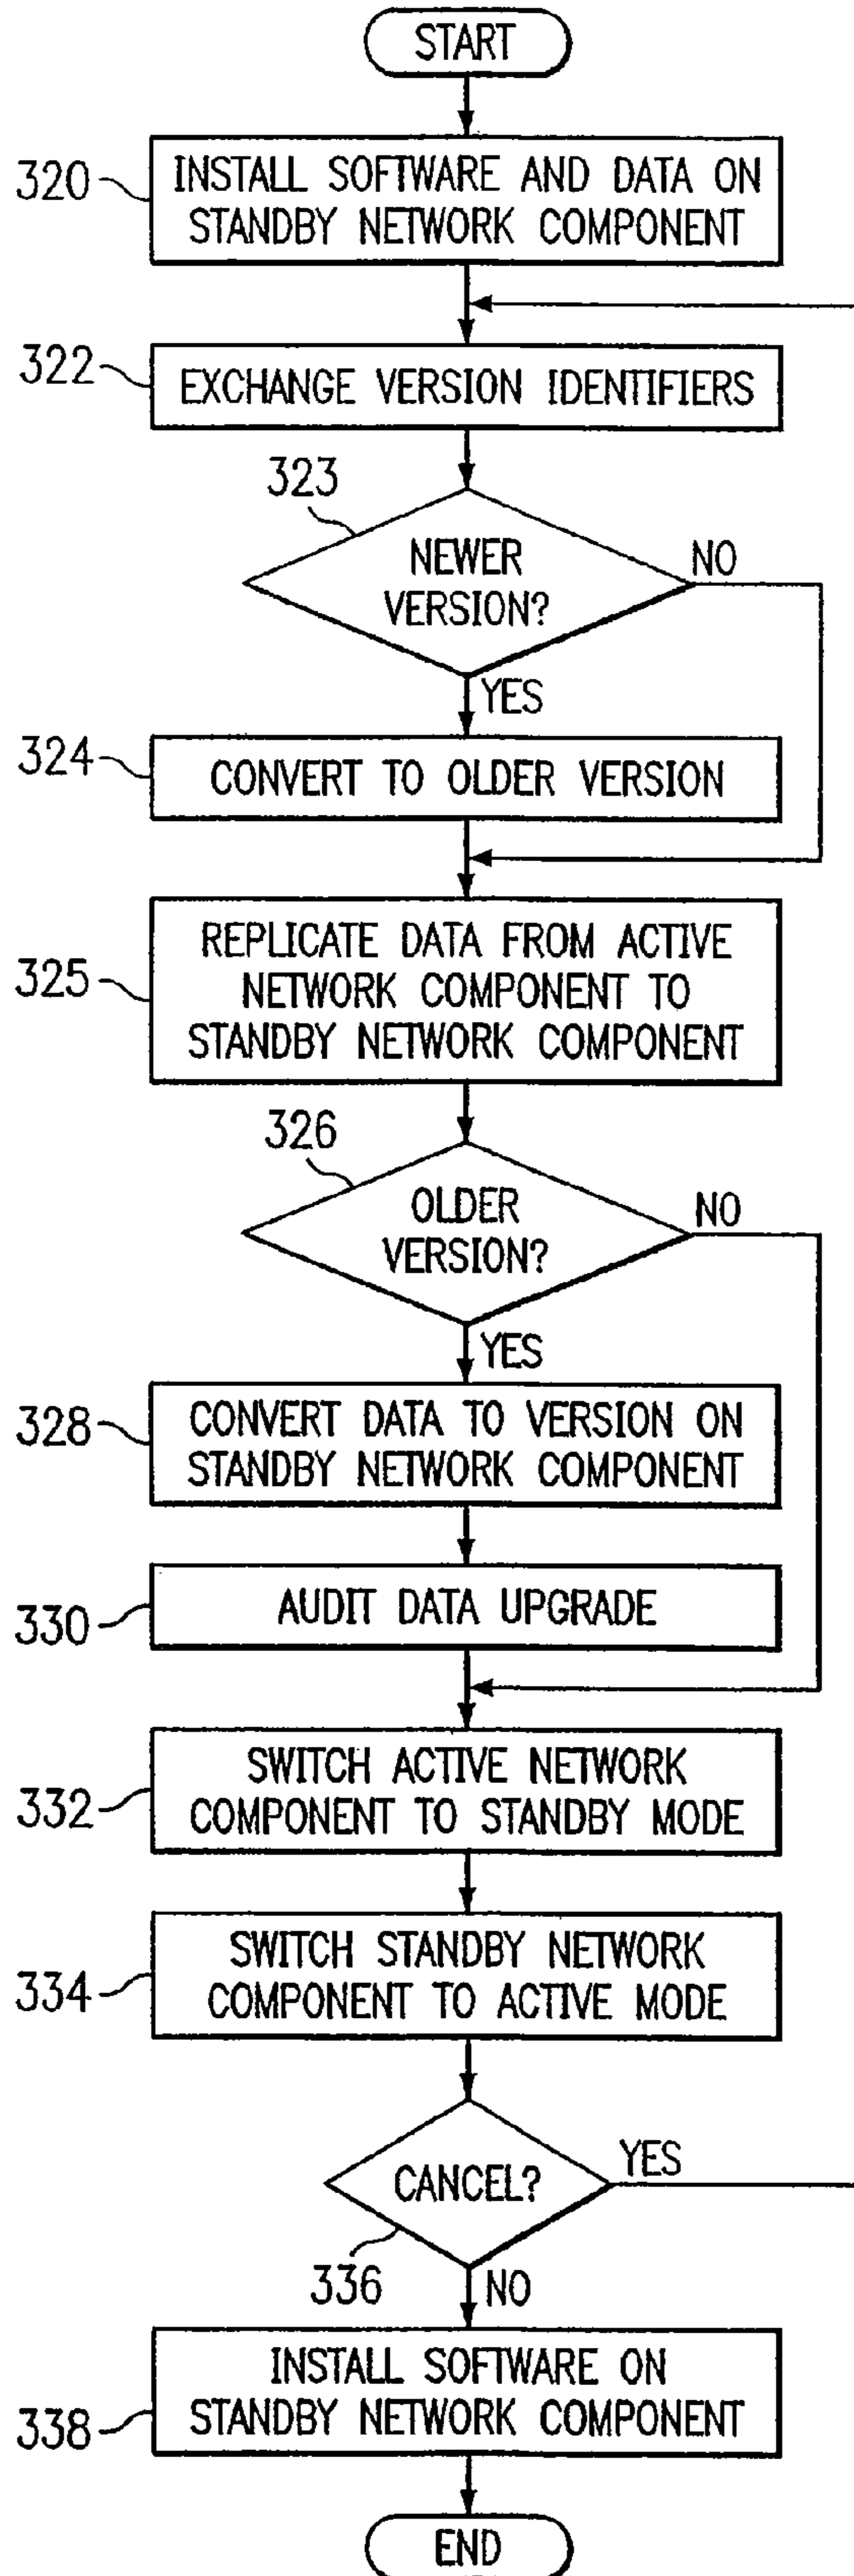 START
320
INSTALL SOFTWARE AND DATA ON
STANDBY NETWORK COMPONENT
322
EXCHANGE VERSION IDENTIFIERS
323
NEWER
VERSION?
NO
YES
324
CONVERT TO OLDER VERSION
325
REPLICATE DATA FROM ACTIVE
NETWORK COMPONENT TO
STANDBY NETWORK COMPONENT
326
OLDER
VERSION?
NO
YES
328
CONVERT DATA TO VERSION ON
STANDBY NETWORK COMPONENT
330
AUDIT DATA UPGRADE
332
SWITCH ACTIVE NETWORK
COMPONENT TO STANDBY MODE
334
SWITCH STANDBY NETWORK
COMPONENT TO ACTIVE MODE
CANCEL?
YES
336
NO
338
INSTALL SOFTWARE ON
STANDBY NETWORK COMPONENT
END